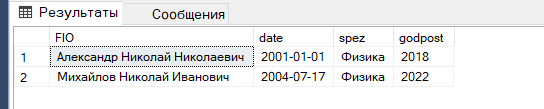 Результаты Сообщения
FIO date spez godpost
1 Александр Николай Николаевич 2001-01-01 Физика 2018
2 Михайлов Николай Иванович 2004-07-17 Физика 2022